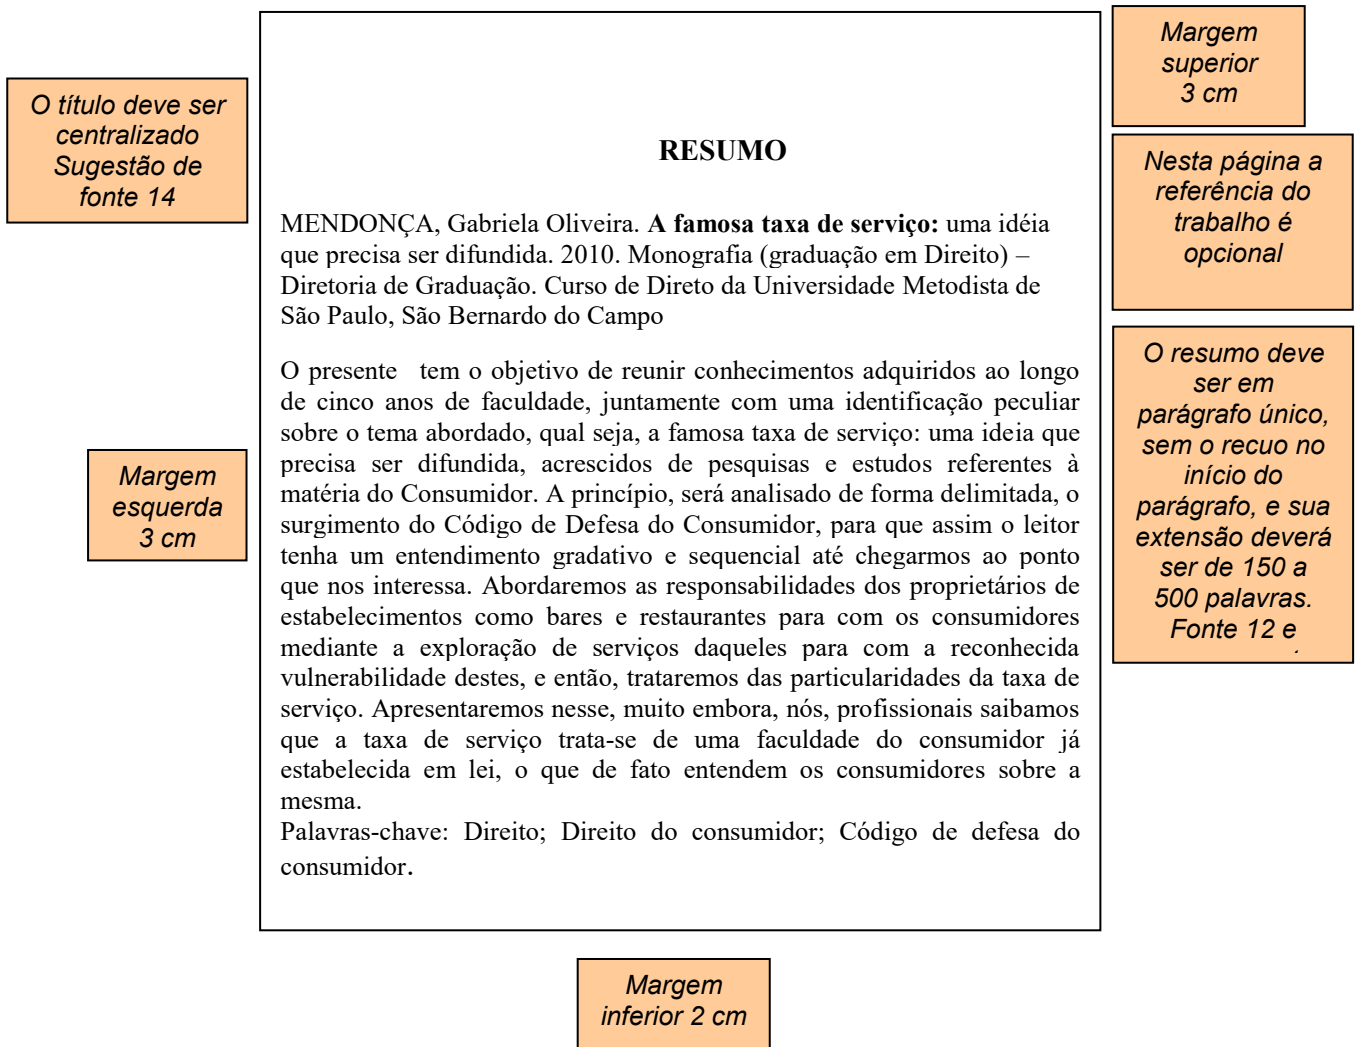 O título deve ser
centralizado
Sugestão de
fonte 14
Margem
superior
3 cm
Nesta página a
referência do
trabalho é
opcional
RESUMO
MENDONÇA, Gabriela Oliveira. A famosa taxa de serviço: uma idéia
que precisa ser difundida. 2010. Monografia (graduação em Direito) –
Diretoria de Graduação. Curso de Direto da Universidade Metodista de
São Paulo, São Bernardo do Campo
O presente tem o objetivo de reunir conhecimentos adquiridos ao longo
de cinco anos de faculdade, juntamente com uma identificação peculiar
sobre o tema abordado, qual seja, a famosa taxa de serviço: uma ideia que
precisa ser difundida, acrescidos de pesquisas e estudos referentes à
matéria do Consumidor. A princípio, será analisado de forma delimitada, o
surgimento do Código de Defesa do Consumidor, para que assim o leitor
tenha um entendimento gradativo e sequencial até chegarmos ao ponto
que nos interessa. Abordaremos as responsabilidades dos proprietários de
estabelecimentos como bares e restaurantes para com os consumidores
mediante a exploração de serviços daqueles para com a reconhecida
vulnerabilidade destes, e então, trataremos das particularidades da taxa de
serviço. Apresentaremos nesse, muito embora, nós, profissionais saibamos
que a taxa de serviço trata-se de uma faculdade do consumidor já
estabelecida em lei, o que de fato entendem os consumidores sobre a
mesma.
Palavras-chave: Direito; Direito do consumidor; Código de defesa do
consumidor.
O resumo deve
ser em
parágrafo único,
sem o recuo no
início do
parágrafo, e sua
extensão deverá
ser de 150 a
500 palavras.
Fonte 12 e
Margem
esquerda
3 cm
Margem
inferior 2 cm